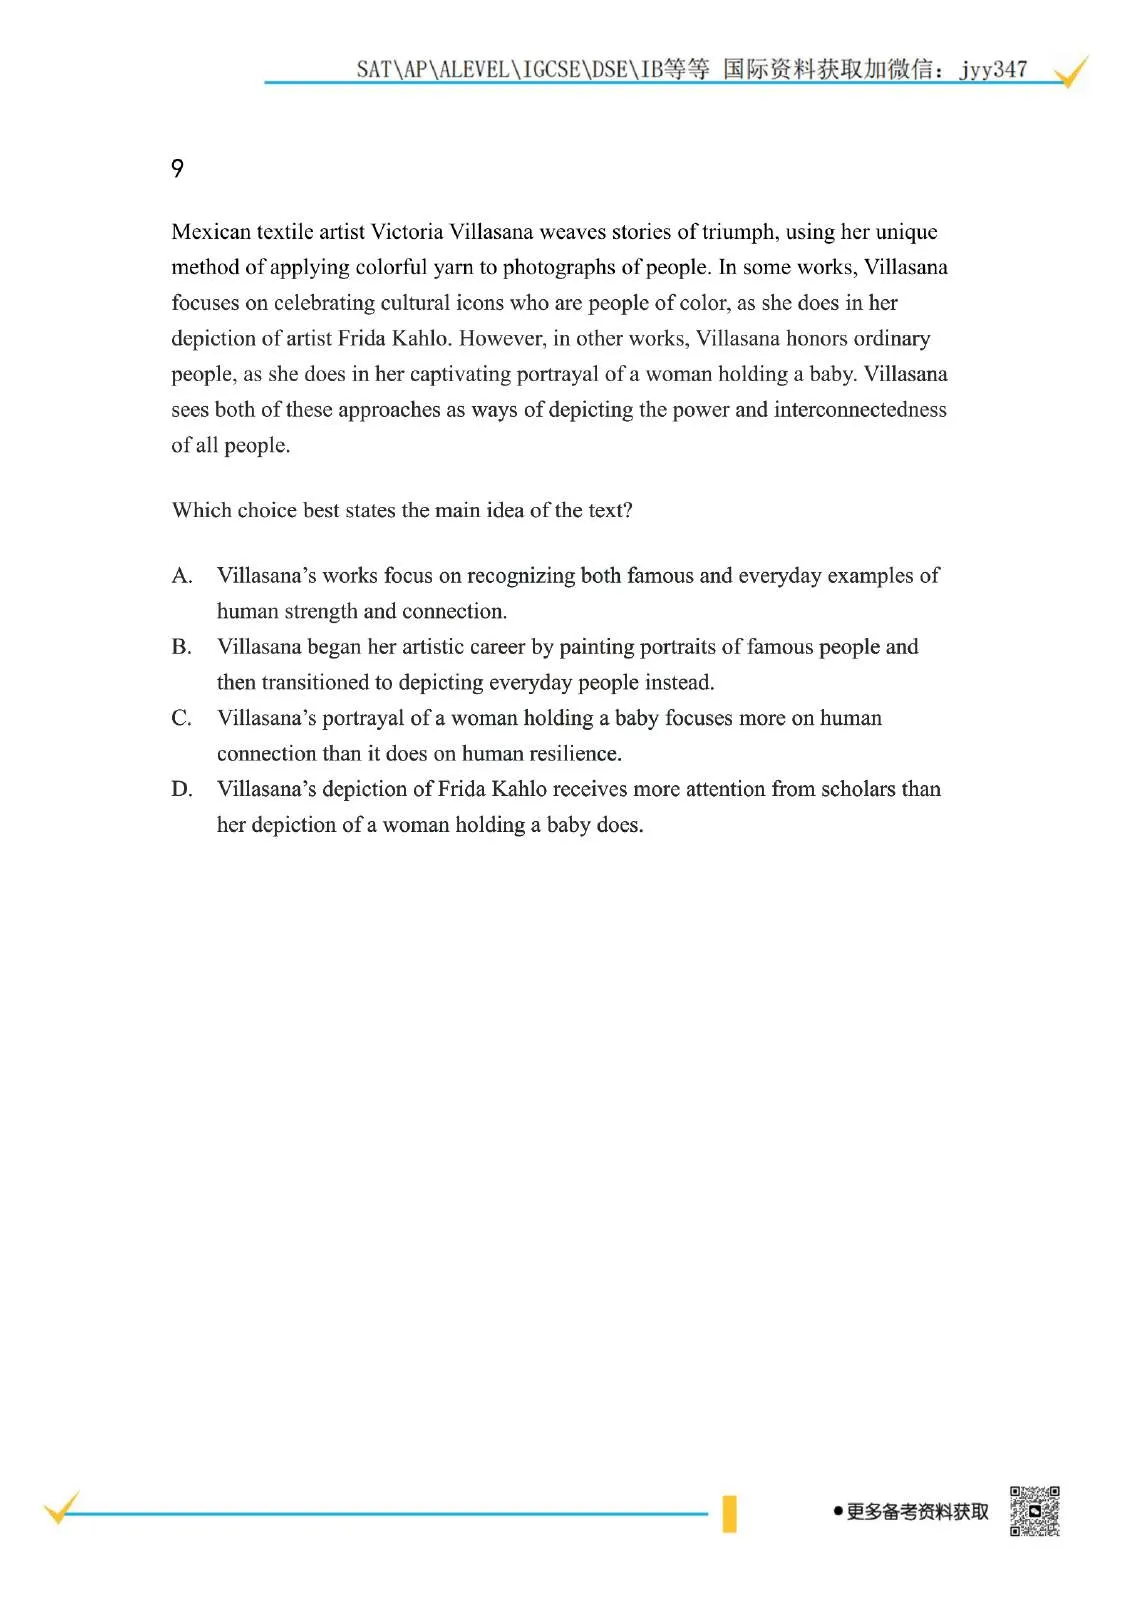 SAT\AP\ALEVEL\IGCSE\DSE\IB等等 国际资料获取加微信：jyy347
9
Mexican textile artist Victoria Villasana weaves stories of triumph, using her unique
method of applying colorful yarn to photographs of people. In some works, Villasana
focuses on celebrating cultural icons who are people of color, as she does in her
depiction of artist Frida Kahlo. However, in other works, Villasana honors ordinary
people, as she does in her captivating portrayal of a woman holding a baby. Villasana
sees both of these approaches as ways of depicting the power and interconnectedness
of all people.
Which choice best states the main idea of the text?
A. Villasana’s works focus on recognizing both famous and everyday examples of
human strength and connection.
B. Villasana began her artistic career by painting portraits of famous people and
then transitioned to depicting everyday people instead.
C. Villasana’s portrayal of a woman holding a baby focuses more on human
connection than it does on human resilience.
D. Villasana’s depiction of Frida Kahlo receives more attention from scholars than
her depiction of a woman holding a baby does.
●更多备考资料获取